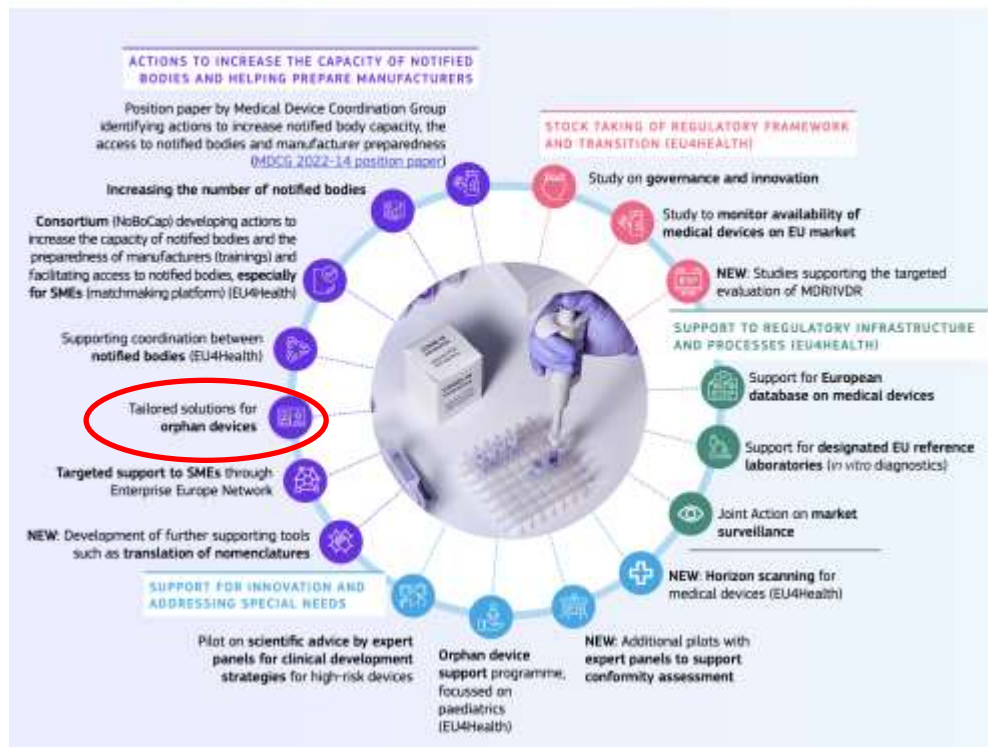 ACTIONS TO INCREASE THE CAPACITY OF NOTIFIED
BODIES AND HELPING PREPARE MANUFACTURERS
Position paper by Medical Device Coordination Group
identifying actions to increase notified body capacity, the
access to notified bodies and manufacturer preparedness
(MDCG 2022-14 position paper)
Increasing the number of notified bodies
Consortium (NoBoCap) developing actions to
increase the capacity of notified bodies and the
preparedness of manufacturers (trainings) and
facilitating access to notified bodies, especially
for SMEs (matchmaking platform) (EU4Health)
Supporting coordination between
notified bodies (EU4Health)
Tailored solutions for
orphan devices
Targeted support to SMEs through
Enterprise Europe Network
NEW: Development of further supporting tools
such as translation of nomenclatures
STOCK TAKING OF REGULATORY FRAMEWORK
AND TRANSITION (EU4HEALTH)
Study on governance and innovation
Study to monitor availability of
medical devices on EU market
NEW: Studies supporting the targeted
evaluation of MDR/IVDR
SUPPORT TO REGULATORY INFRASTRUCTURE
AND PROCESSES (EU4HEALTH)
Support for European
database on medical devices
Support for designated EU reference
laboratories (in vitro diagnostics)
Joint Action on market
surveillance
SUPPORT FOR INNOVATION AND
ADDRESSING SPECIAL NEEDS
Pilot on scientific advice by expert
panels for clinical development
strategies for high-risk devices
Orphan device
support programme,
focussed on
paediatrics
(EU4Health)
NEW: Additional pilots with
expert panels to support
conformity assessment
NEW: Horizon scanning for
medical devices (EU4Health)